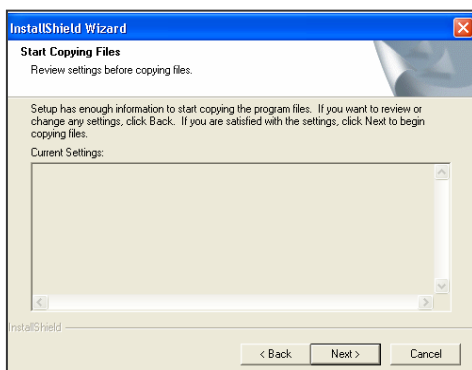 InstallShield Wizard
Start Copying Files
Review settings before copying files.
Setup has enough information to start copying the program files. If you want to review or
change any settings, click Back. If you are satisfied with the settings, click Next to begin
copying files.
Current Settings:
InstallShield
< Back Next > Cancel